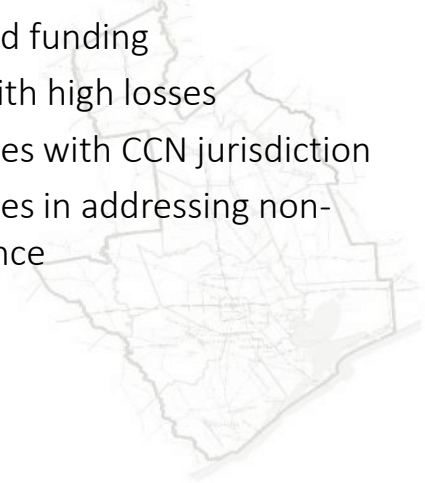 d funding
ith high losses
es with CCN jurisdiction
es in addressing non-
nce